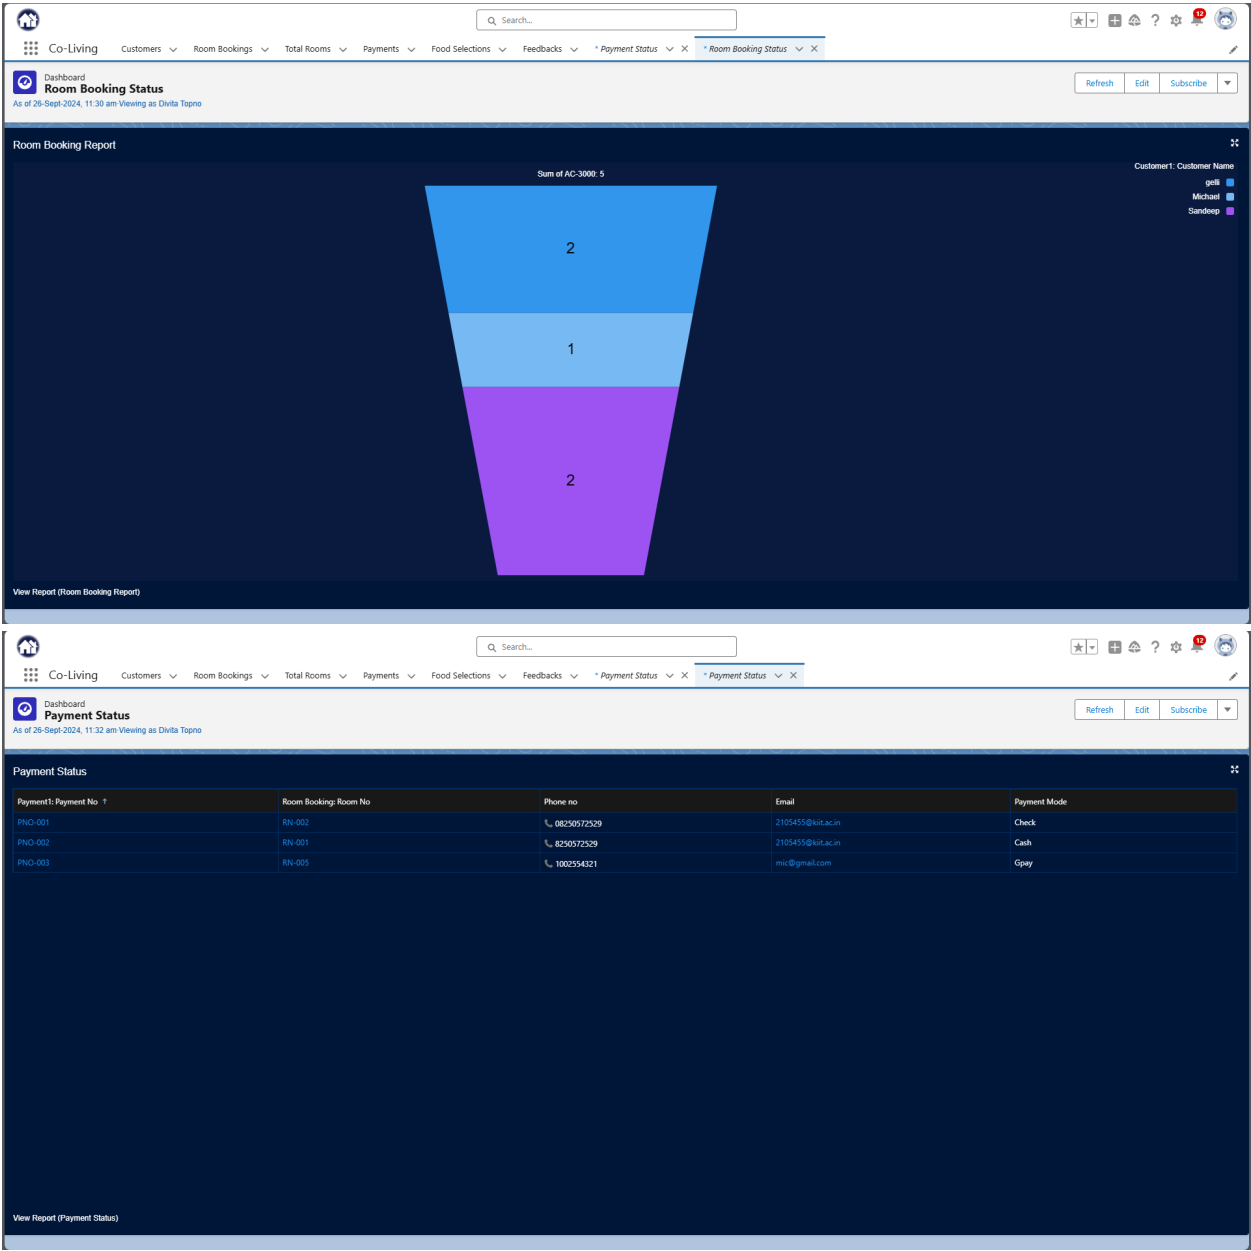 Search...
12
Co-Living Customers Room Bookings Total Rooms Payments Food Selections Feedbacks * Payment Status * Room Booking Status
Dashboard
Room Booking Status
As of 26-Sept-2024, 11:30 am·Viewing as Divita Topno
Refresh Edit Subscribe
Room Booking Report
Sum of AC-3000: 5
Customer1: Customer Name
gelli
Michael
Sandeep
2
1
2
View Report (Room Booking Report)
Search...
12
Co-Living Customers Room Bookings Total Rooms Payments Food Selections Feedbacks * Payment Status * Payment Status
Dashboard
Payment Status
As of 26-Sept-2024, 11:32 am·Viewing as Divita Topno
Refresh Edit Subscribe
Payment Status
Payment1: Payment No ↑ Room Booking: Room No Phone no Email Payment Mode
PNO-001 RN-002 08250572529 2105455@kiit.ac.in Check
PNO-002 RN-001 8250572529 2105455@kiit.ac.in Cash
PNO-003 RN-005 1002554321 mic@gmail.com Gpay
View Report (Payment Status)